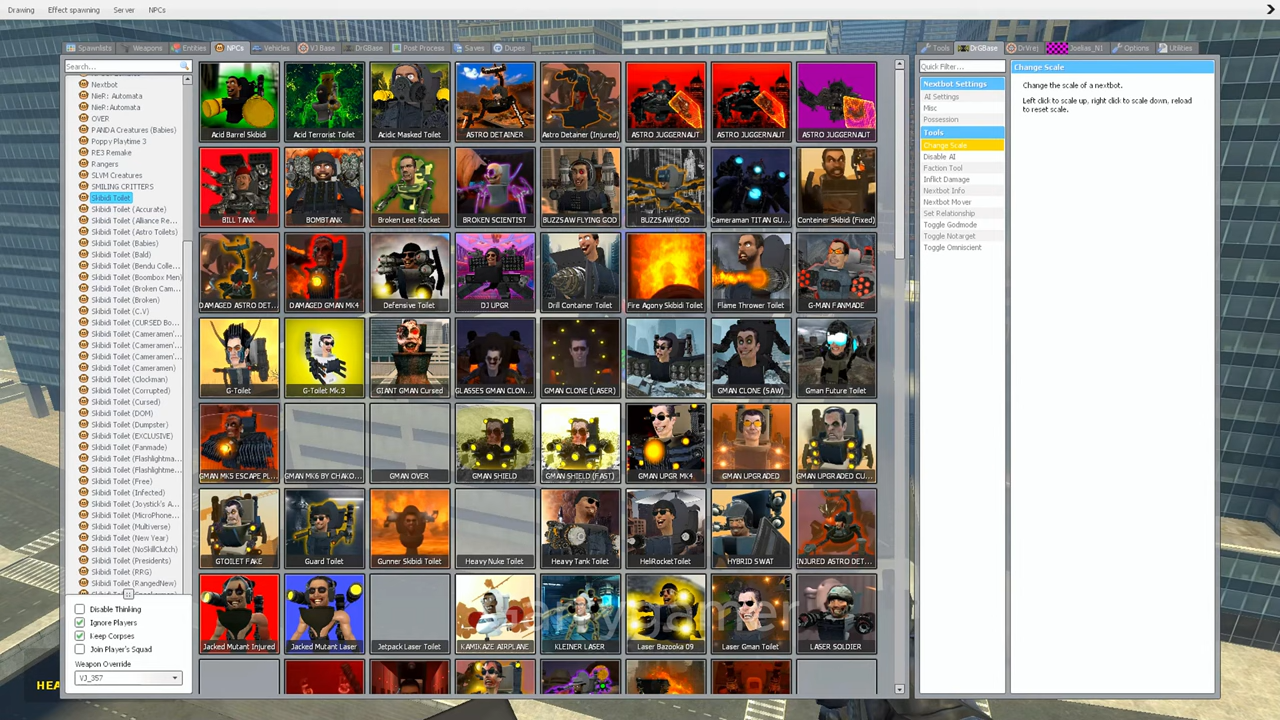 Drawing Effect spawning Server NPCs
Spawnlists Weapons Entities NPCs Vehicles VJ Base DrGBase Post Process Saves Dupes
Tools DrGBase DrVrej Joelias_N1 Options Utilities
Search...
Nextbot
NieR: Automata
NieR:Automata
OVER
PANDA Creatures (Babies)
Poppy Playtime 3
RE3 Remake
Rangers
SLVM Creatures
SMILING CRITTERS
Skibidi Toilet
Skibidi Toilet (Accurate)
Skibidi Toilet (Alliance Re...
Skibidi Toilet (Astro Toilets)
Skibidi Toilet (Babies)
Skibidi Toilet (Bald)
Skibidi Toilet (Bendu Colle...
Skibidi Toilet (Boombox Men)
Skibidi Toilet (Broken Cam...
Skibidi Toilet (Broken)
Skibidi Toilet (C.V)
Skibidi Toilet (CURSED Bo...
Skibidi Toilet (Cameramen'...
Skibidi Toilet (Cameramen'...
Skibidi Toilet (Cameramen'...
Skibidi Toilet (Cameramen)
Skibidi Toilet (Clockman)
Skibidi Toilet (Corrupted)
Skibidi Toilet (Cursed)
Skibidi Toilet (DOM)
Skibidi Toilet (Dumpster)
Skibidi Toilet (EXCLUSIVE)
Skibidi Toilet (Fanmade)
Skibidi Toilet (Flashlightma...
Skibidi Toilet (Flashlightme...
Skibidi Toilet (Free)
Skibidi Toilet (Infected)
Skibidi Toilet (Joystick's A...
Skibidi Toilet (MicroPhone...
Skibidi Toilet (Multiverse)
Skibidi Toilet (New Year)
Skibidi Toilet (NoSkillClutch)
Skibidi Toilet (Presidents)
Skibidi Toilet (RRG)
Skibidi Toilet (RangedNew)
Disable Thinking
Ignore Players
Keep Corpses
Join Player's Squad
Weapon Override
VJ_357
HEA
Acid Barrel Skibidi Acid Terrorist Toilet Acidic Masked Toilet ASTRO DETAINER Astro Detainer (Injured) ASTRO JUGGERNAUT ASTRO JUGGERNAUT ASTRO JUGGERNAUT
BILL TANK BOMBTANK Broken Leet Rocket BROKEN SCIENTIST BUZZSAW FLYING GOD BUZZSAW GOD Cameraman TITAN GU... Conteiner Skibidi (Fixed)
DAMAGED ASTRO DET... DAMAGED GMAN MK4 Defensive Toilet DJ UPGR Drill Container Toilet Fire Agony Skibidi Toilet Flame Thrower Toilet G-MAN FANMADE
G-Toilet G-Toilet Mk.3 GIANT GMAN Cursed GLASSES GMAN CLON... GMAN CLONE (LASER) GMAN CLONE (SAW) Gman Future Toilet
GMAN MK5 ESCAPE PL... GMAN MK6 BY CHAKO... GMAN OVER GMAN SHIELD GMAN SHIELD (FAST) GMAN UPGR MK4 GMAN UPGRADED GMAN UPGRADED CU...
GTOILET FAKE Guard Toilet Gunner Skibidi Toilet Heavy Nuke Toilet Heavy Tank Toilet HeliRocketToilet HYBRID SWAT INJURED ASTRO DET...
Jacked Mutant Injured Jacked Mutant Laser Jetpack Laser Toilet KAMIKAZE AIRPLANE KLEINER LASER Laser Bazooka 09 Laser Gman Toilet LASER SOLDIER
Quick Filter...
Nextbot Settings
AI Settings
Misc
Possession
Tools
Change Scale
Disable AI
Faction Tool
Inflict Damage
Nextbot Info
Nextbot Mover
Set Relationship
Toggle Godmode
Toggle Notarget
Toggle Omniscient
Change Scale
Change the scale of a nextbot.
Left click to scale up, right click to scale down, reload
to reset scale.